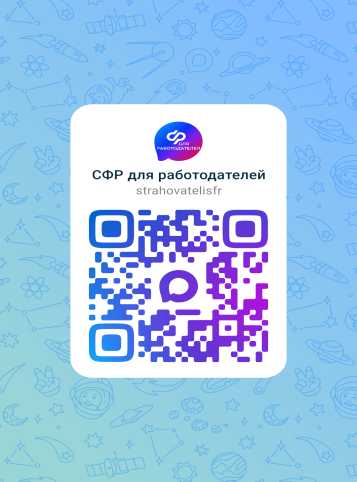 для
работодателей
СФР для работодателей
strahovatelisfr